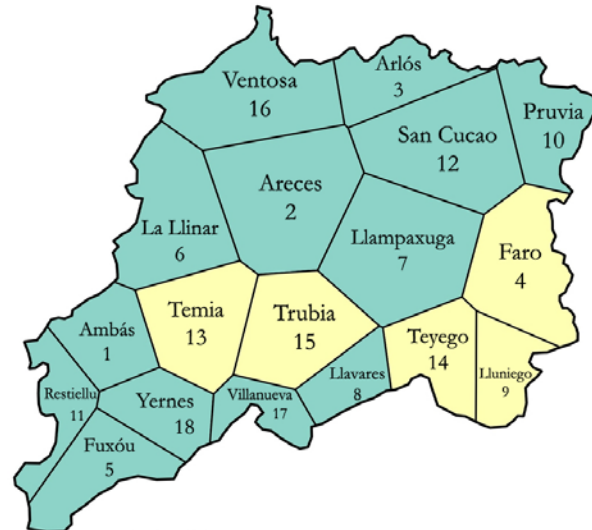 Ventosa
16
Arlós
3
Pruvia
10
San Cucao
12
Areces
2
La Llinar
6
Llampaxuga
7
Faro
4
Temia
13
Trubia
15
Ambás
1
Teyego
14
Lluniego
9
Llavares
8
Restiellu
11
Yernes
18
Villanueva
17
Fuxóu
5